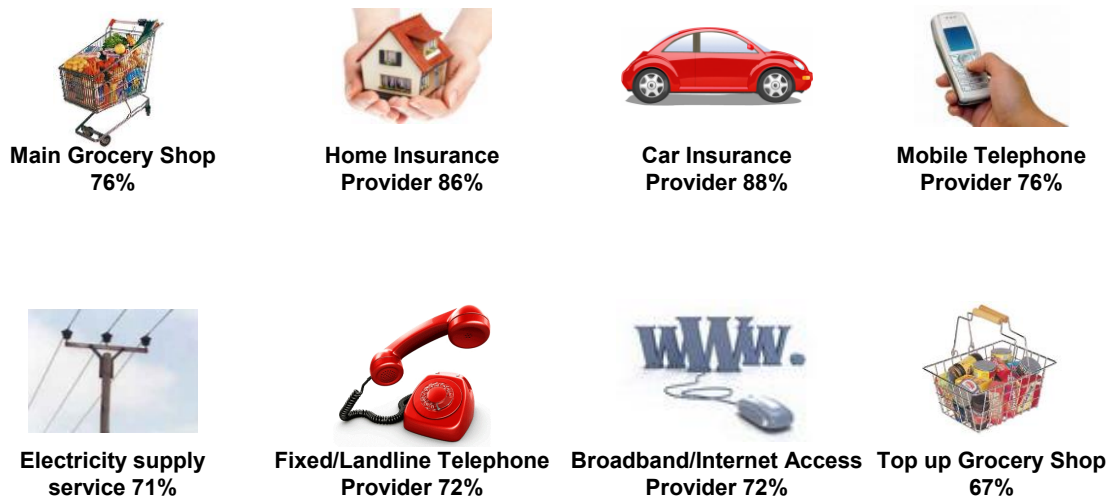 Main Grocery Shop
76%
Home Insurance
Provider 86%
Car Insurance
Provider 88%
Mobile Telephone
Provider 76%
WWW.
Electricity supply
service 71%
Fixed/Landline Telephone
Provider 72%
Broadband/Internet Access
Provider 72%
Top up Grocery Shop
67%